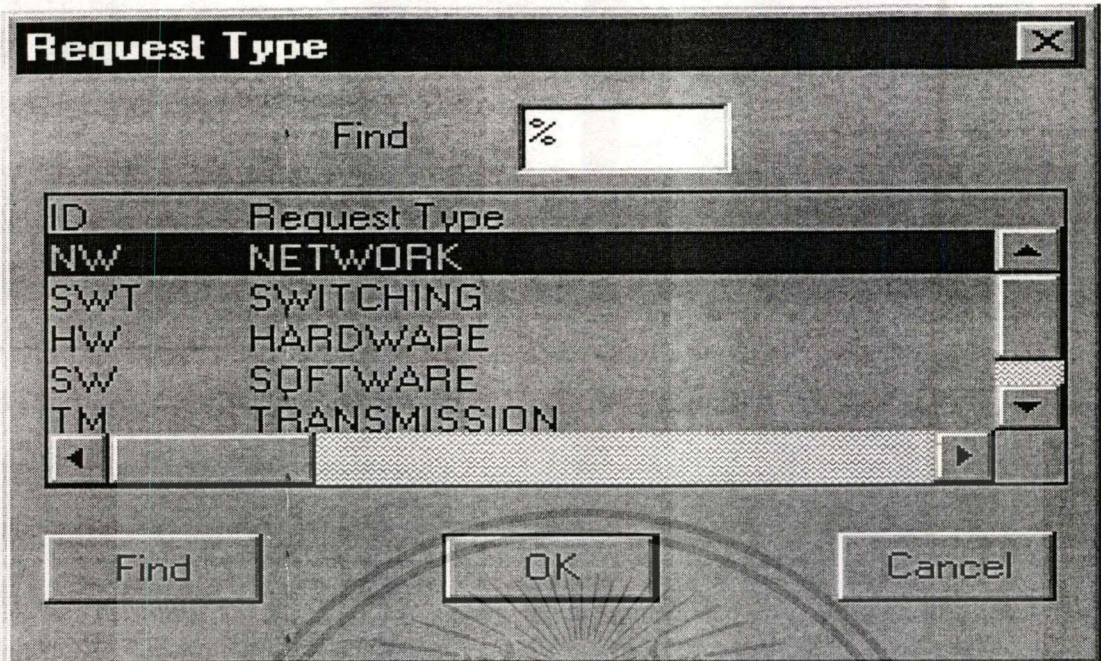 Request Type
Find %
ID Request Type
NW NETWORK
SWT SWITCHING
HW HARDWARE
SW SOFTWARE
TM TRANSMISSION
Find OK Cancel